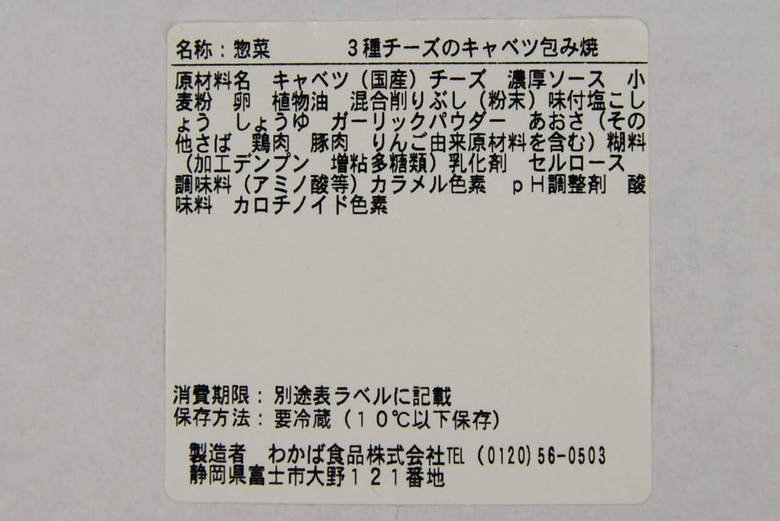 名称：惣菜　　　３種チーズのキャベツ包み焼
原材料名　キャベツ（国産）チーズ　濃厚ソース　小
麦粉　卵　植物油　混合削りぶし（粉末）味付塩こし
ょう　しょうゆ　ガーリックパウダー　あおさ（その
他さば　鶏肉　豚肉　りんご由来原材料を含む）糊料
（加工デンプン　増粘多糖類）乳化剤　セルロース
調味料（アミノ酸等）カラメル色素　ｐＨ調整剤　酸
味料　カロチノイド色素
消費期限：別途表ラベルに記載
保存方法：要冷蔵（１０℃以下保存）
製造者　わかば食品株式会社TEL (0120)56-0503
静岡県富士市大野１２１番地